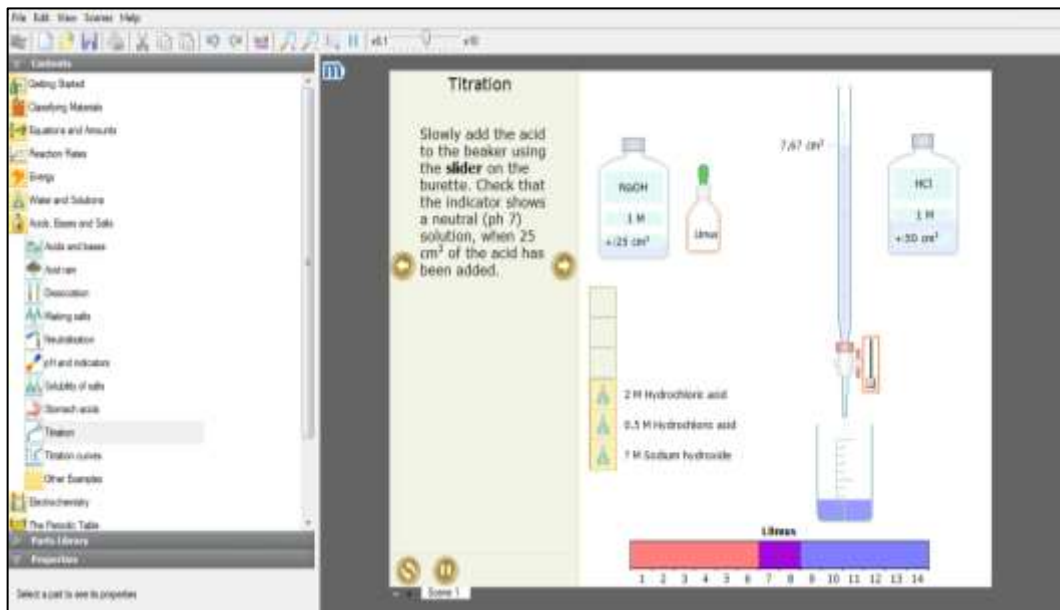 File Edit View Scenes Help
x0.1
x10
Contents
Getting Started
Classifying Materials
Equations and Amounts
Reaction Rates
Energy
Water and Solutions
Acids, Bases and Salts
Acids and bases
Acid rain
Dissociation
Making salts
Neutralisation
pH and indicators
Solubility of salts
Stomach acids
Titration
Titration curves
Other Examples
Electrochemistry
The Periodic Table
Parts Library
Properties
Select a part to see its properties
m
Titration
Slowly add the acid
to the beaker using
the slider on the
burette. Check that
the indicator shows
a neutral (ph 7)
solution, when 25
cm³ of the acid has
been added.
Scene 1
NaOH
1 M
Litmus
7,67 cm³
HCl
1 M
2 M Hydrochloric acid
0.5 M Hydrochloric acid
? M Sodium hydroxide
Litmus
1 2 3 4 5 6 7 8 9 10 11 12 13 14